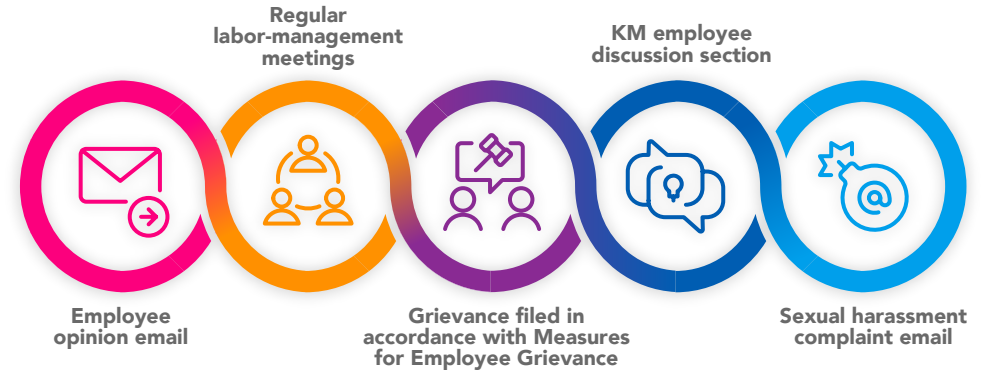 Regular
labor-management
meetings
KM employee
discussion section
@
Employee
opinion email
Grievance filed in
accordance with Measures
for Employee Grievance
Sexual harassment
complaint email